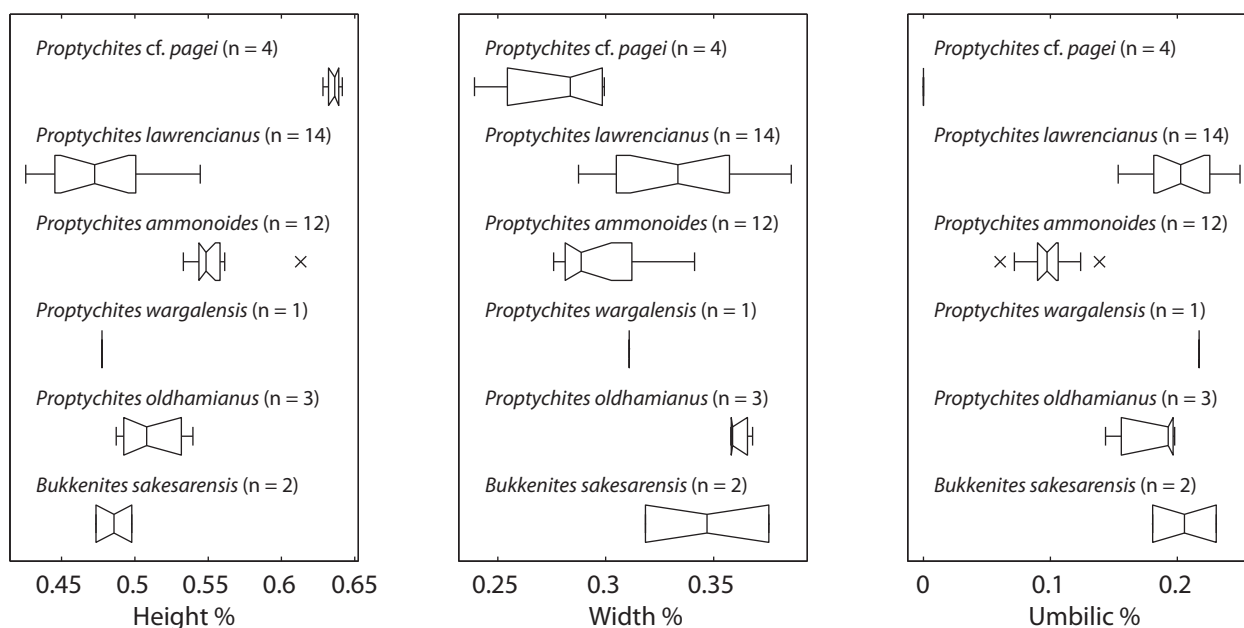 Proptychites cf. pagei (n = 4)
Proptychites lawrencianus (n = 14)
Proptychites ammonoides (n = 12)
Proptychites wargalensis (n = 1)
Proptychites oldhamianus (n = 3)
Bukkenites sakesarensis (n = 2)
0.45 0.5 0.55 0.6 0.65
Height %
Proptychites cf. pagei (n = 4)
Proptychites lawrencianus (n = 14)
Proptychites ammonoides (n = 12)
Proptychites wargalensis (n = 1)
Proptychites oldhamianus (n = 3)
Bukkenites sakesarensis (n = 2)
0.25 0.3 0.35
Width %
Proptychites cf. pagei (n = 4)
Proptychites lawrencianus (n = 14)
Proptychites ammonoides (n = 12)
Proptychites wargalensis (n = 1)
Proptychites oldhamianus (n = 3)
Bukkenites sakesarensis (n = 2)
0 0.1 0.2
Umbilic %